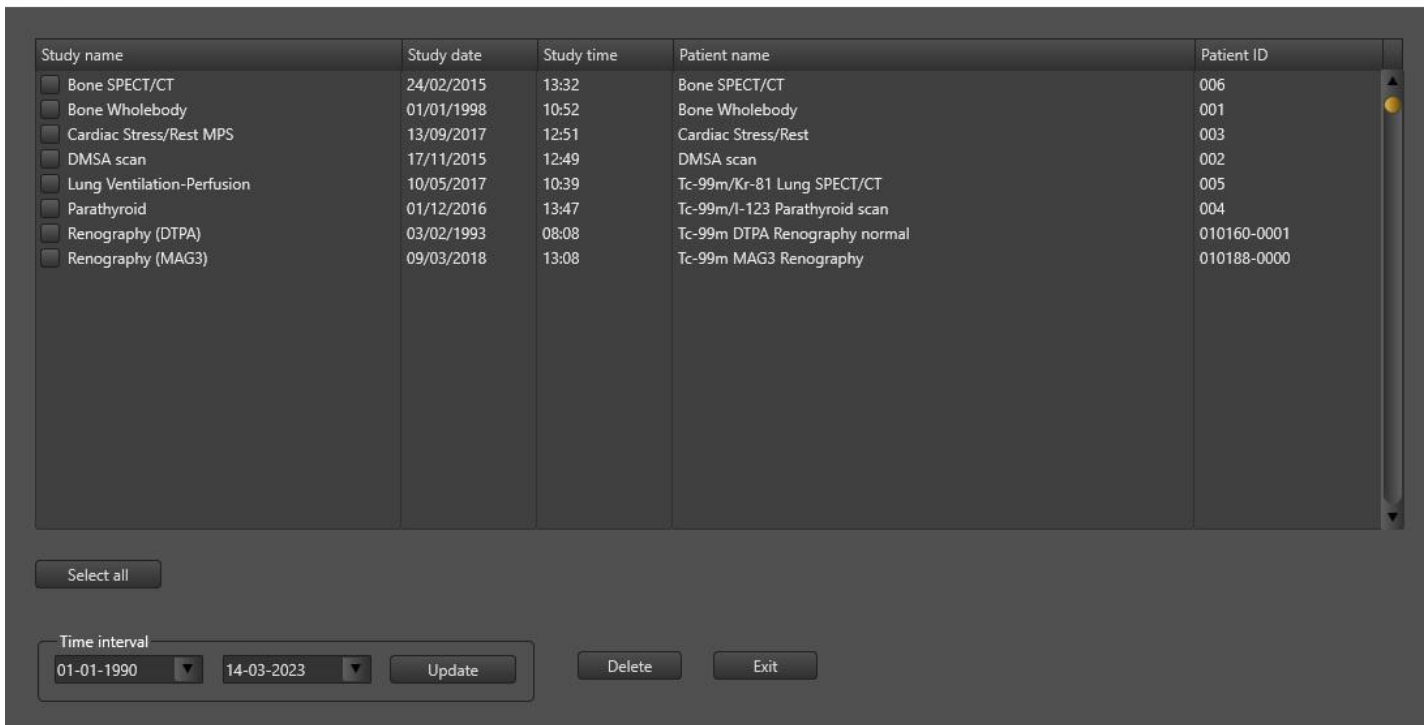 Study name Study date Study time Patient name Patient ID
Bone SPECT/CT 24/02/2015 13:32 Bone SPECT/CT 006
Bone Wholebody 01/01/1998 10:52 Bone Wholebody 001
Cardiac Stress/Rest MPS 13/09/2017 12:51 Cardiac Stress/Rest 003
DMSA scan 17/11/2015 12:49 DMSA scan 002
Lung Ventilation-Perfusion 10/05/2017 10:39 Tc-99m/Kr-81 Lung SPECT/CT 005
Parathyroid 01/12/2016 13:47 Tc-99m/I-123 Parathyroid scan 004
Renography (DTPA) 03/02/1993 08:08 Tc-99m DTPA Renography normal 010160-0001
Renography (MAG3) 09/03/2018 13:08 Tc-99m MAG3 Renography 010188-0000
Select all
Time interval
01-01-1990 14-03-2023 Update Delete Exit